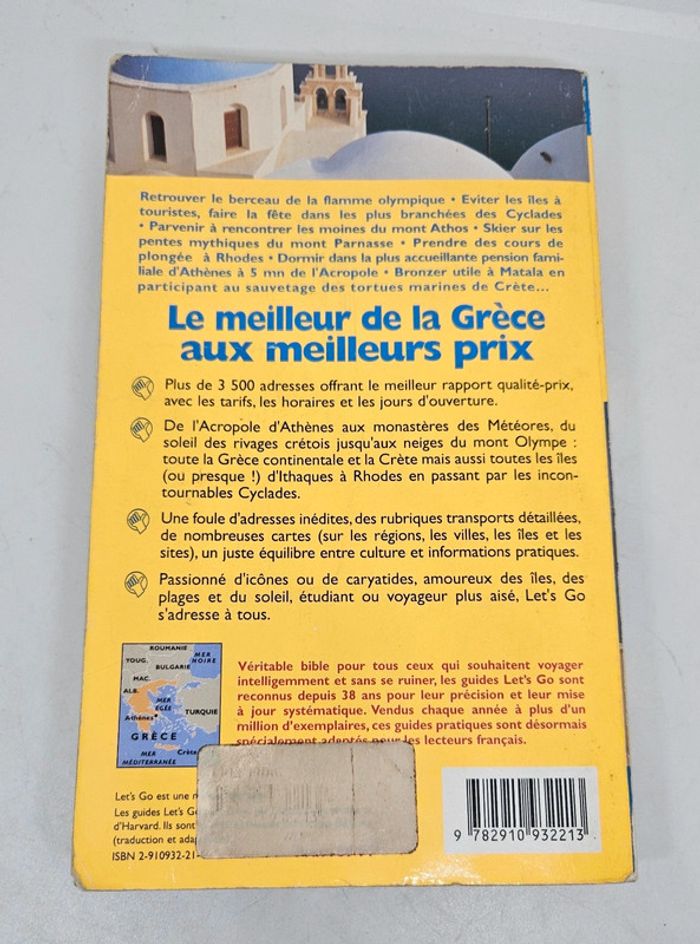 Retrouver le berceau de la flamme olympique • Eviter les îles à
touristes, faire la fête dans les plus branchées des Cyclades
• Parvenir à rencontrer les moines du mont Athos • Skier sur les
pentes mythiques du mont Parnasse • Prendre des cours de
plongée à Rhodes • Dormir dans la plus accueillante pension fami-
liale d'Athènes à 5 mn de l'Acropole • Bronzer utile à Matala en
participant au sauvetage des tortues marines de Crète...
Le meilleur de la Grèce
aux meilleurs prix
Plus de 3 500 adresses offrant le meilleur rapport qualité-prix,
avec les tarifs, les horaires et les jours d'ouverture.
De l'Acropole d'Athènes aux monastères des Météores, du
soleil des rivages crétois jusqu'aux neiges du mont Olympe :
toute la Grèce continentale et la Crète mais aussi toutes les îles
(ou presque !) d'Ithaques à Rhodes en passant par les incon-
tournables Cyclades.
Une foule d'adresses inédites, des rubriques transports détaillées,
de nombreuses cartes (sur les régions, les villes, les îles et les
sites), un juste équilibre entre culture et informations pratiques.
Passionné d'icônes ou de caryatides, amoureux des îles, des
plages et du soleil, étudiant ou voyageur plus aisé, Let's Go
s'adresse à tous.
ROUMANIE
MER NOIRE
YOUG.
BULGARIE
MAC.
ALB.
MER ÉGÉE
Athènes
TURQUIE
GRÈCE
MER MÉDITERRANÉE
Crète
Véritable bible pour tous ceux qui souhaitent voyager
intelligemment et sans se ruiner, les guides Let's Go sont
reconnus depuis 38 ans pour leur précision et leur mise
à jour systématique. Vendus chaque année à plus d'un
million d'exemplaires, ces guides pratiques sont désormais
spécialement adaptés pour les lecteurs français.
Let's Go est une
Les guides Let's G
d'Harvard. Ils sont
(traduction et adap
ISBN 2-910932-21-
9 782910 932213